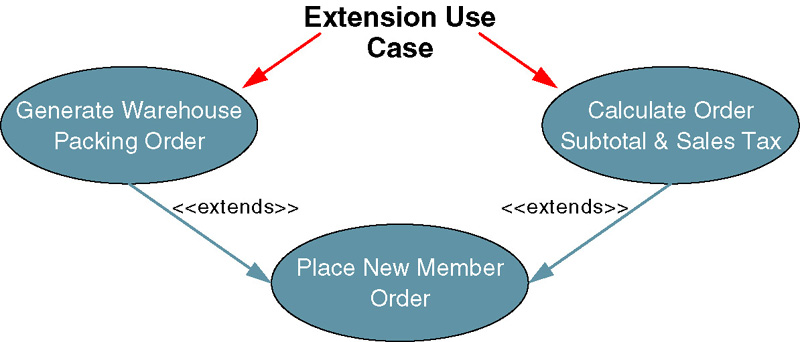 Extension Use
Case
Generate Warehouse
Packing Order
Calculate Order
Subtotal & Sales Tax
<<extends>>
<<extends>>
Place New Member
Order